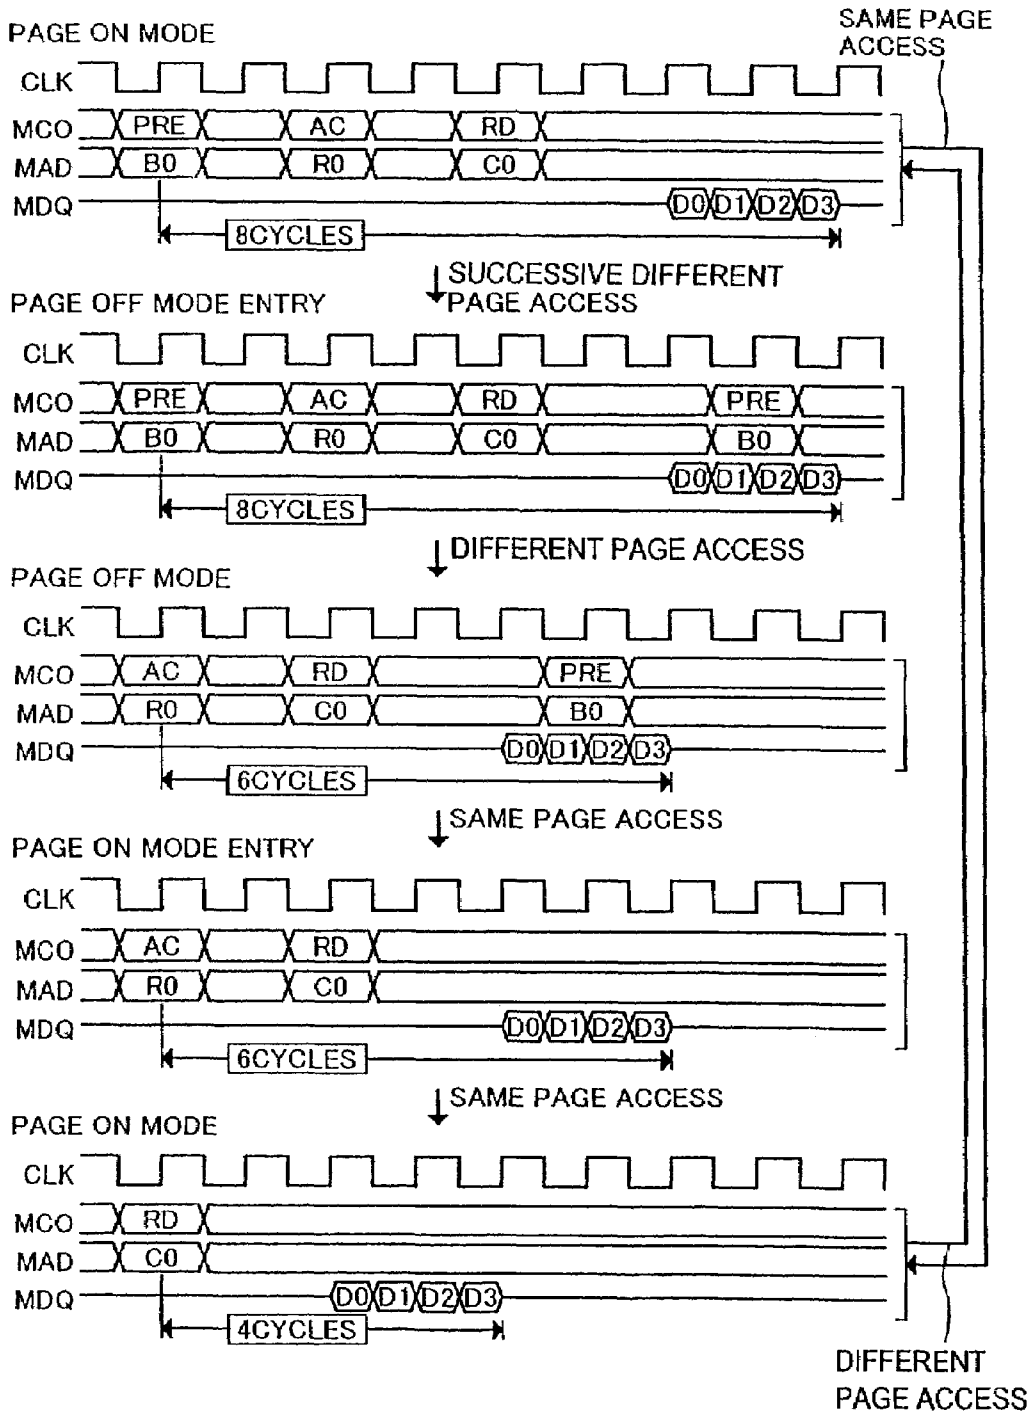 SAME PAGE
ACCESS
PAGE ON MODE
CLK
MCO PRE AC RD
MAD B0 R0 C0
MDQ D0 D1 D2 D3
8CYCLES
SUCCESSIVE DIFFERENT
PAGE ACCESS
PAGE OFF MODE ENTRY
CLK
MCO PRE AC RD PRE
MAD B0 R0 C0 B0
MDQ D0 D1 D2 D3
8CYCLES
DIFFERENT PAGE ACCESS
PAGE OFF MODE
CLK
MCO AC RD PRE
MAD R0 C0 B0
MDQ D0 D1 D2 D3
6CYCLES
SAME PAGE ACCESS
PAGE ON MODE ENTRY
CLK
MCO AC RD
MAD R0 C0
MDQ D0 D1 D2 D3
6CYCLES
SAME PAGE ACCESS
PAGE ON MODE
CLK
MCO RD
MAD C0
MDQ D0 D1 D2 D3
4CYCLES
DIFFERENT
PAGE ACCESS